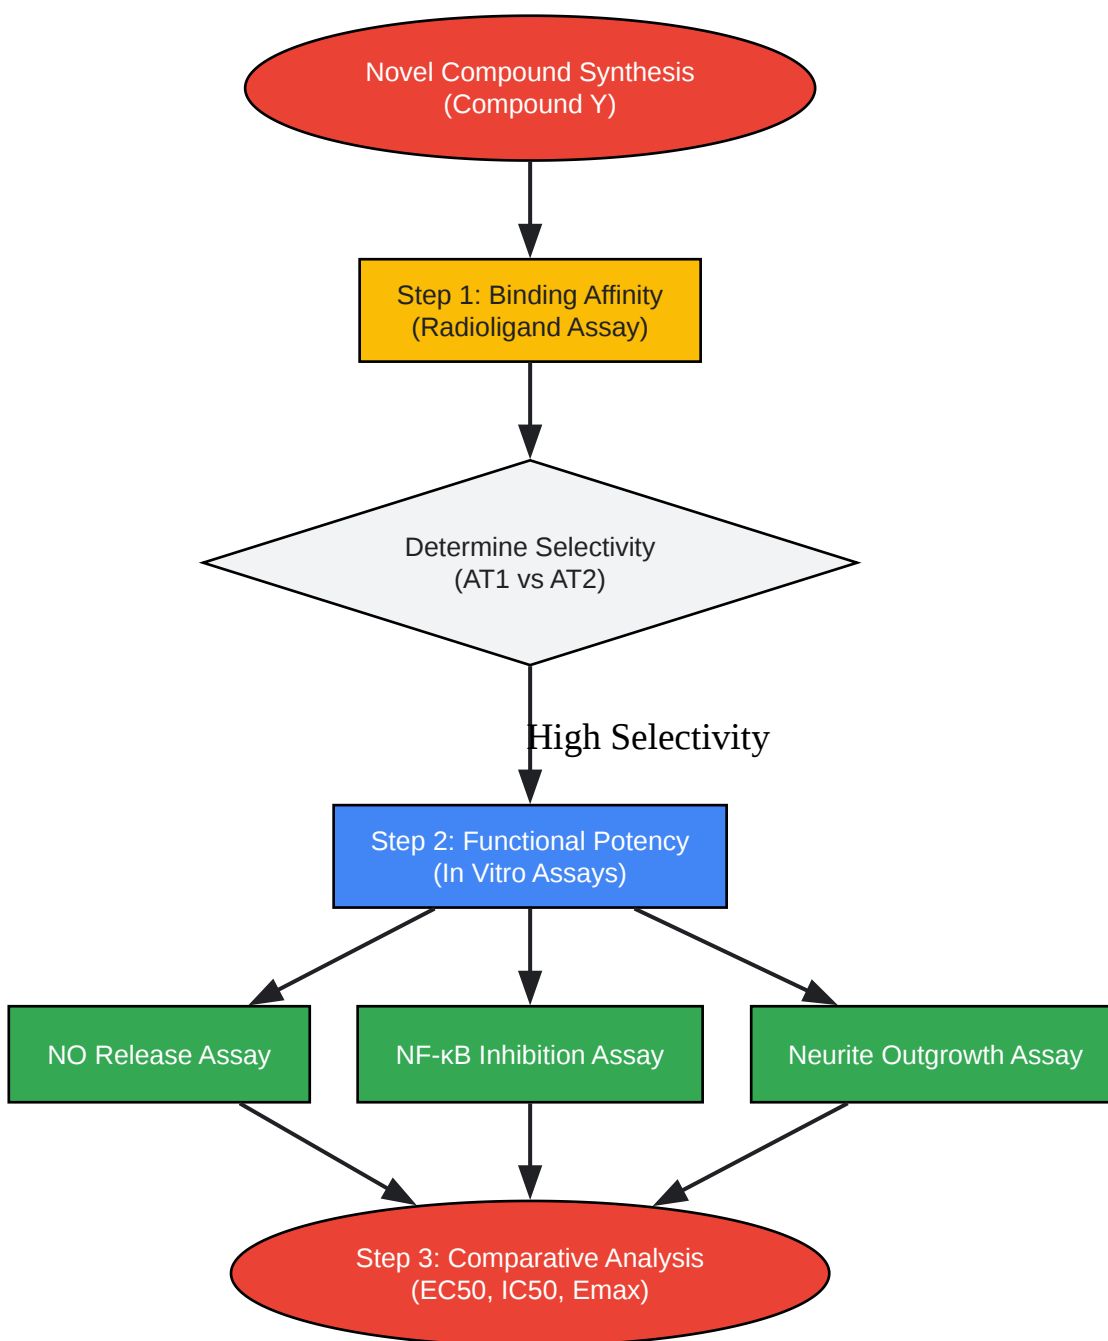 Novel Compound Synthesis
(Compound Y)
Step 1: Binding Affinity
(Radioligand Assay)
Determine Selectivity
(AT1 vs AT2)
High Selectivity
Step 2: Functional Potency
(In Vitro Assays)
NO Release Assay
NF-κB Inhibition Assay
Neurite Outgrowth Assay
Step 3: Comparative Analysis
(EC50, IC50, Emax)